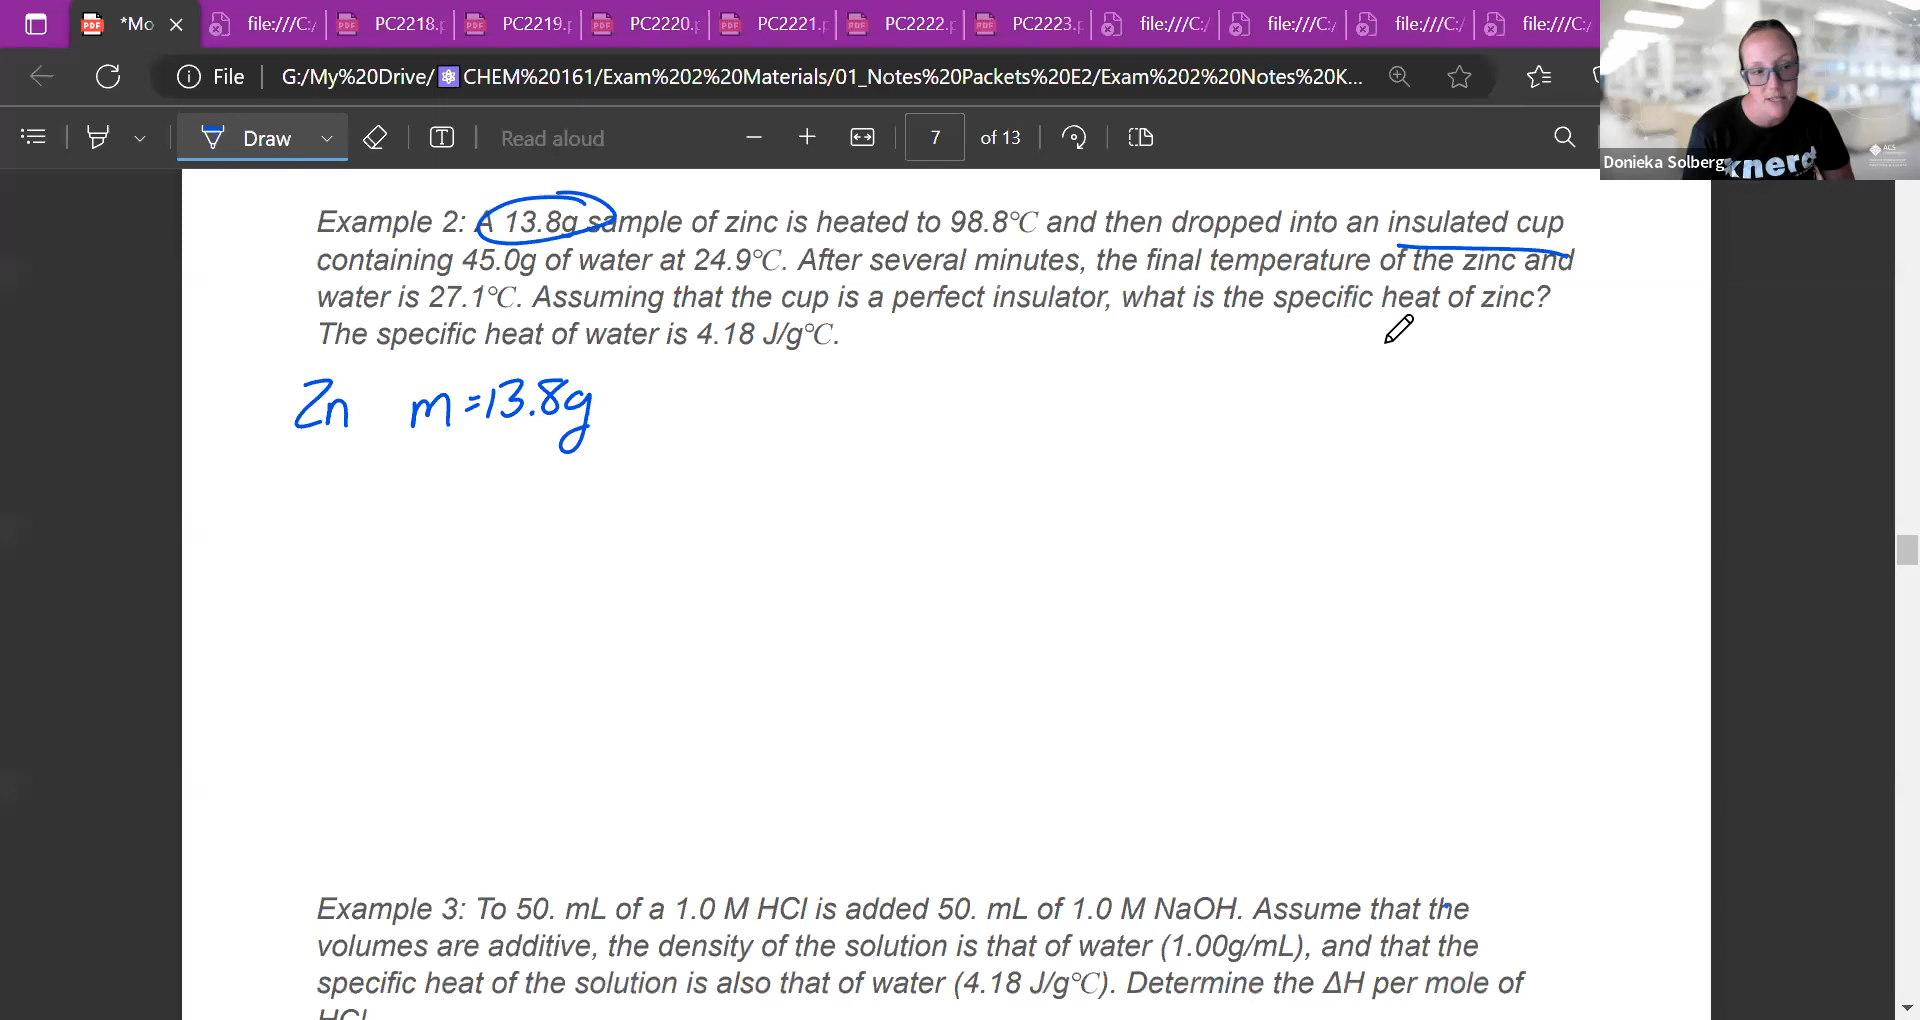 *Mo
file:///C:/
PC2218.
PC2219.
PC2220.
PC2221.
PC2222.
PC2223.
file:///C:/
file:///C:/
file:///C:/
file:///C:/
File
G:/My%20Drive/⚛CHEM%20161/Exam%202%20Materials/01_Notes%20Packets%20E2/Exam%202%20Notes%20K...
Draw
Read aloud
7
of 13
Donieka Solberg
ACS
Example 2: A 13.8g sample of zinc is heated to 98.8℃ and then dropped into an insulated cup
containing 45.0g of water at 24.9℃. After several minutes, the final temperature of the zinc and
water is 27.1℃. Assuming that the cup is a perfect insulator, what is the specific heat of zinc?
The specific heat of water is 4.18 J/g℃.
Zn m=13.8g
Example 3: To 50. mL of a 1.0 M HCl is added 50. mL of 1.0 M NaOH. Assume that the
volumes are additive, the density of the solution is that of water (1.00g/mL), and that the
specific heat of the solution is also that of water (4.18 J/g℃). Determine the ΔH per mole of
HCl